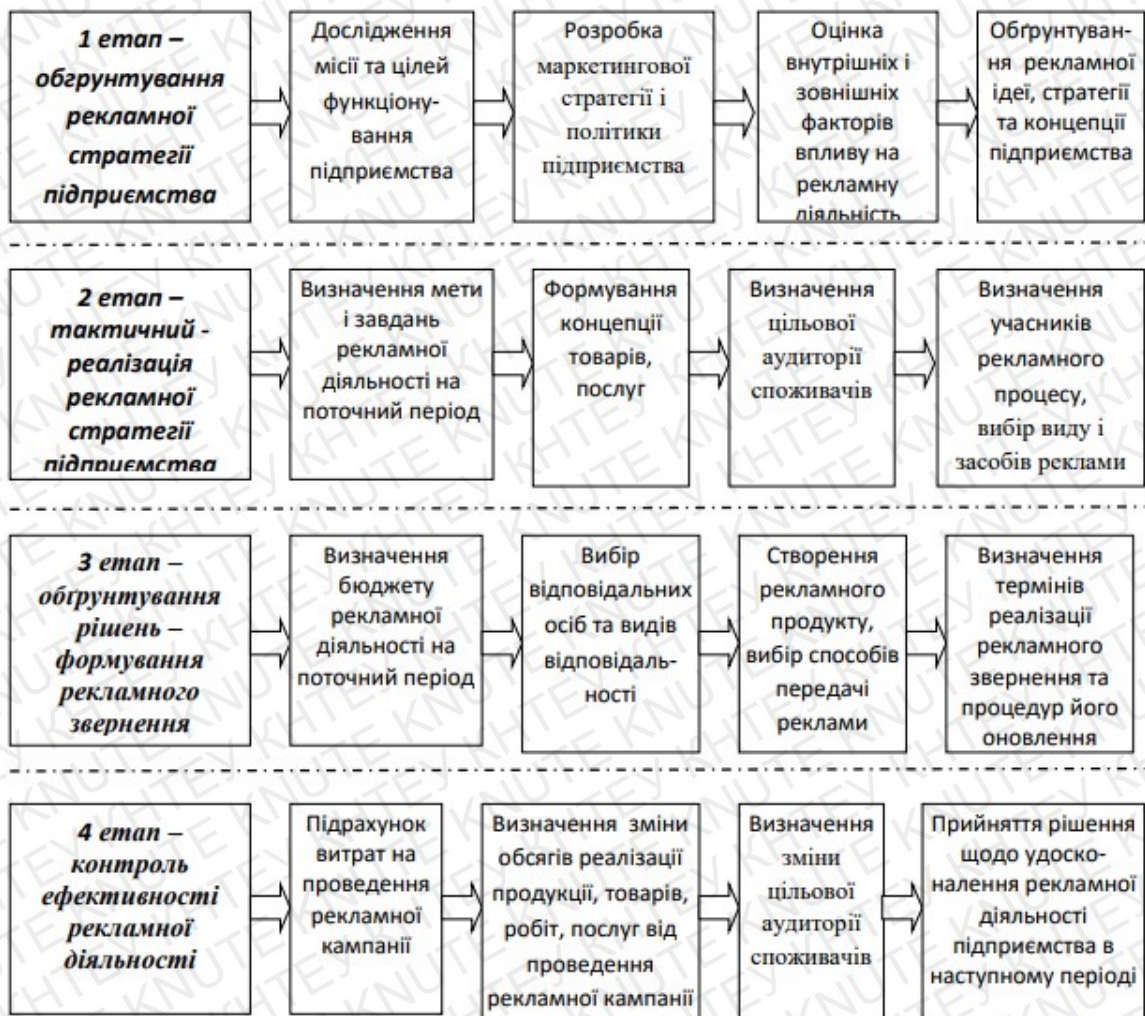 1 етап –
обгрунтування
рекламної
стратегії
підприємства
Дослідження
місії та цілей
функціону-
вання
підприємства
Розробка
маркетингової
стратегії і
політики
підприємства
Оцінка
внутрішніх і
зовнішніх
факторів
впливу на
рекламну
діяльність
Обґрунтуван-
ня рекламної
ідеї, стратегії
та концепції
підприємства
2 етап –
тактичний -
реалізація
рекламної
стратегії
підприємства
Визначення мети
і завдань
рекламної
діяльності на
поточний період
Формування
концепції
товарів,
послуг
Визначення
цільової
аудиторії
споживачів
Визначення
учасників
рекламного
процесу,
вибір виду і
засобів реклами
3 етап –
обґрунтування
рішень –
формування
рекламного
звернення
Визначення
бюджету
рекламної
діяльності на
поточний період
Вибір
відповідальних
осіб та видів
відповідаль-
ності
Створення
рекламного
продукту,
вибір способів
передачі
реклами
Визначення
термінів
реалізації
рекламного
звернення та
процедур його
оновлення
4 етап –
контроль
ефективності
рекламної
діяльності
Підрахунок
витрат на
проведення
рекламної
кампанії
Визначення зміни
обсягів реалізації
продукції, товарів,
робіт, послуг від
проведення
рекламної кампанії
Визначення
зміни
цільової
аудиторії
споживачів
Прийняття рішення
щодо удоско-
налення рекламної
діяльності
підприємства в
наступному періоді